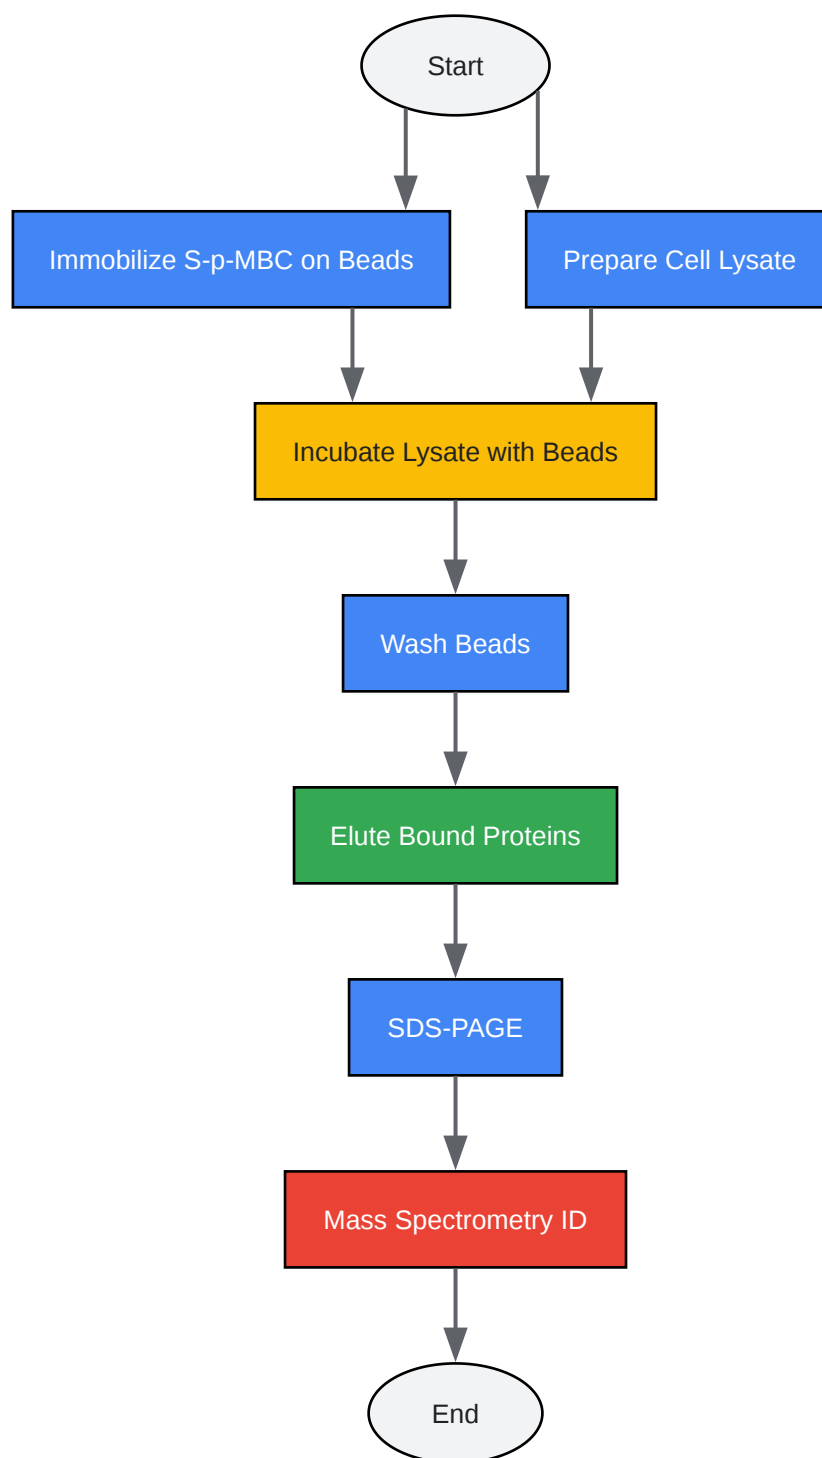 Start
Immobilize S-p-MBC on Beads
Prepare Cell Lysate
Incubate Lysate with Beads
Wash Beads
Elute Bound Proteins
SDS-PAGE
Mass Spectrometry ID
End